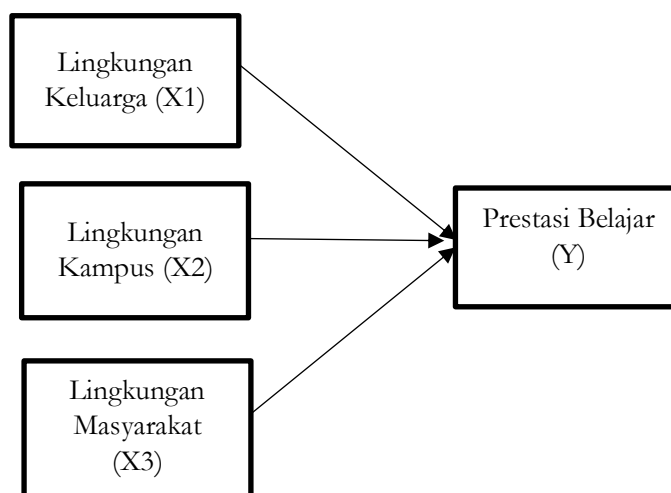 Lingkungan
Keluarga (X1)
Lingkungan
Kampus (X2)
Prestasi Belajar
(Y)
Lingkungan
Masyarakat
(X3)